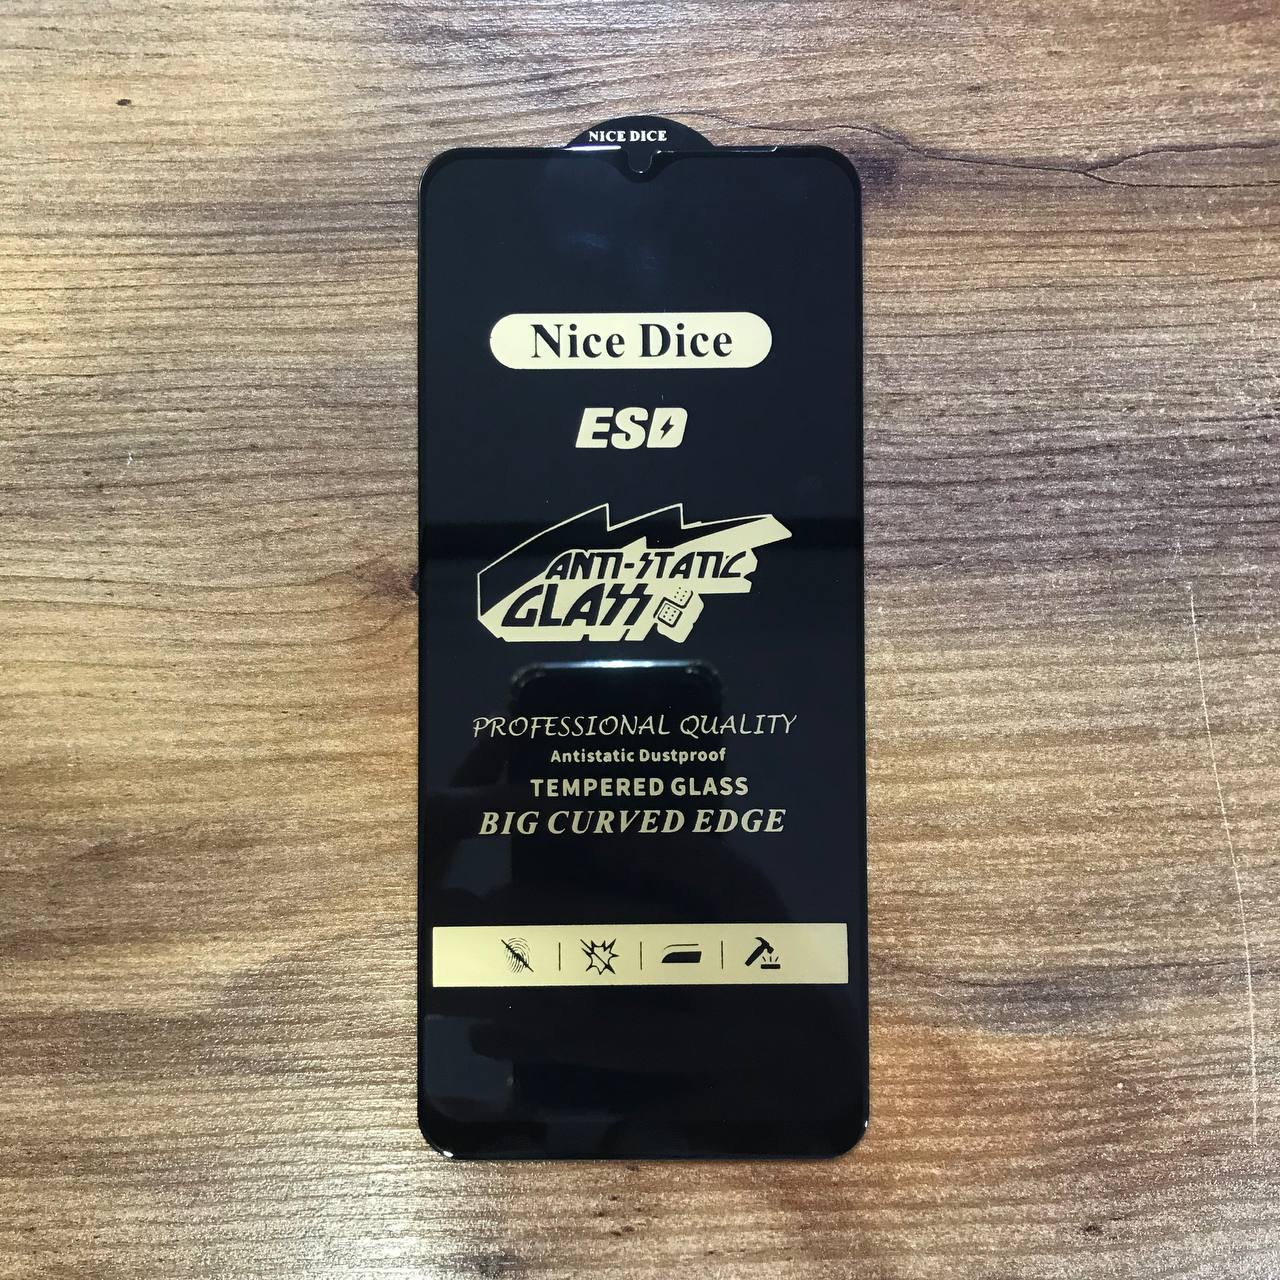 NICE DICE
Nice Dice
ESD
ANTI-STATIC
GLASS
PROFESSIONAL QUALITY
Antistatic Dustproof
TEMPERED GLASS
BIG CURVED EDGE